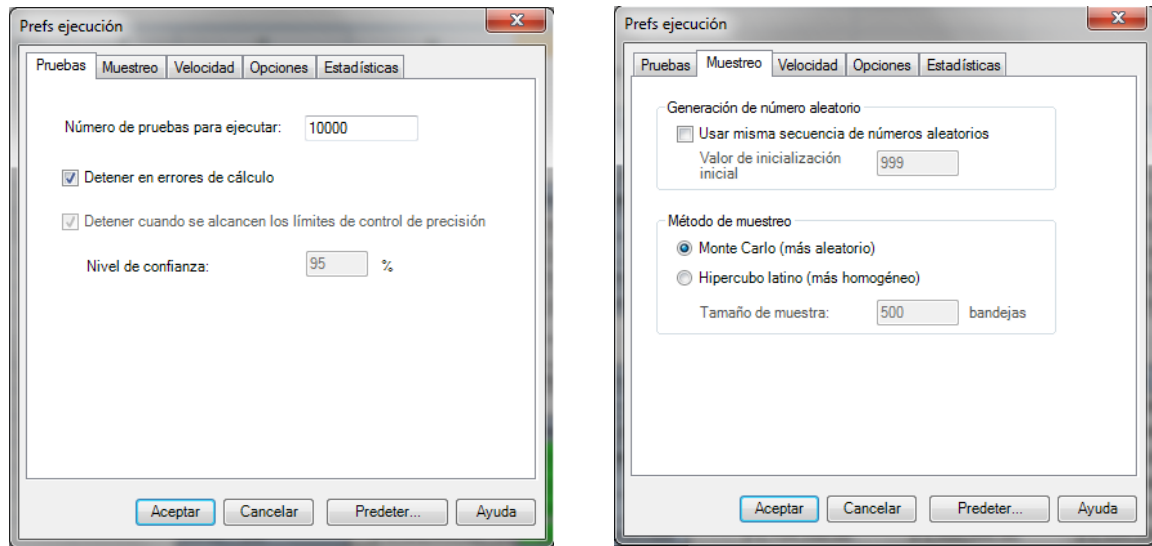 Prefs ejecución
Pruebas Muestreo Velocidad Opciones Estadísticas
Número de pruebas para ejecutar: 10000
Detener en errores de cálculo
Detener cuando se alcancen los límites de control de precisión
Nivel de confianza: 95 %
Aceptar Cancelar Predeter... Ayuda
Prefs ejecución
Pruebas Muestreo Velocidad Opciones Estadísticas
Generación de número aleatorio
Usar misma secuencia de números aleatorios
Valor de inicialización
inicial 999
Método de muestreo
Monte Carlo (más aleatorio)
Hipercubo latino (más homogéneo)
Tamaño de muestra: 500 bandejas
Aceptar Cancelar Predeter... Ayuda